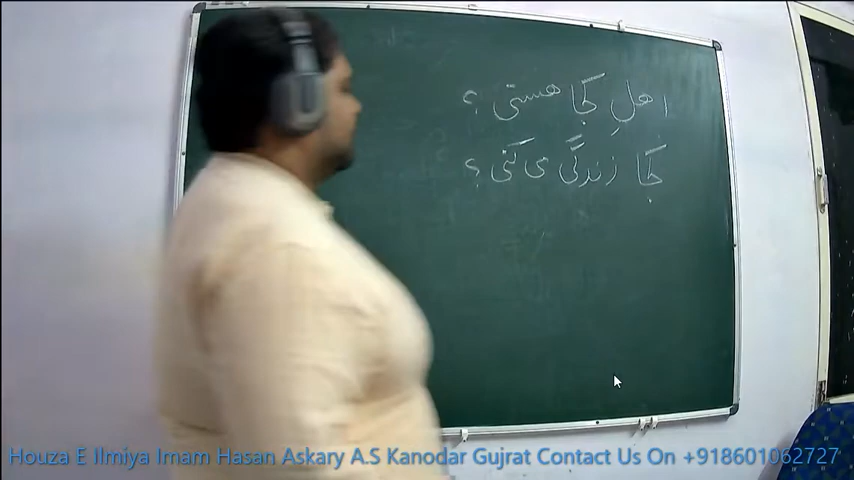 اهلِ کجا هستی ؟
کجا زندگی می کنی ؟
Houza E Ilmiya Imam Hasan Askary A.S Kanodar Gujrat Contact Us On +918601062727